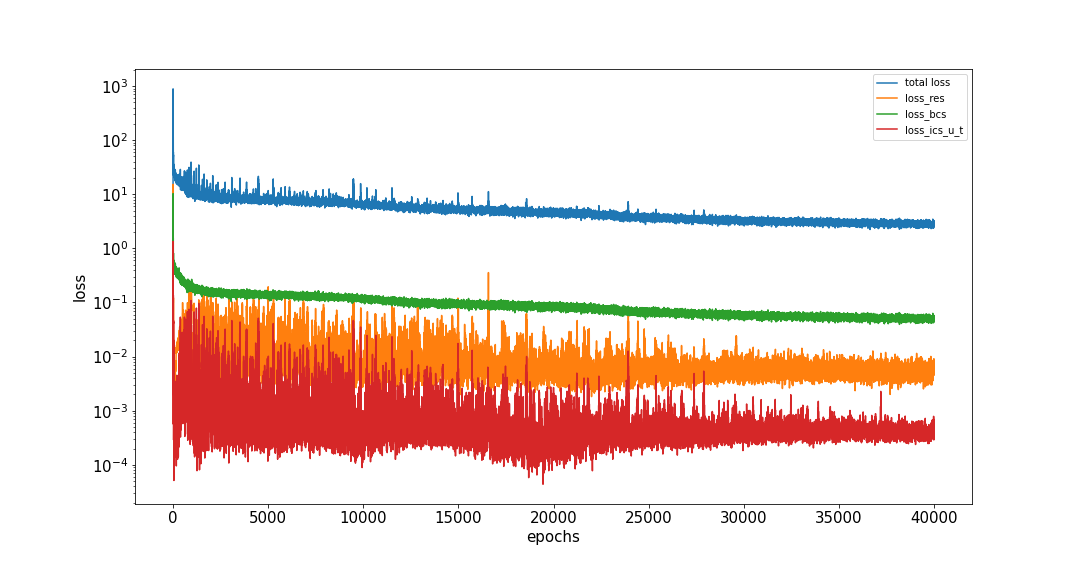 10³
10²
10¹
10⁰
10⁻¹
10⁻²
10⁻³
10⁻⁴
loss
total loss
loss_res
loss_bcs
loss_ics_u_t
0 5000 10000 15000 20000 25000 30000 35000 40000
epochs